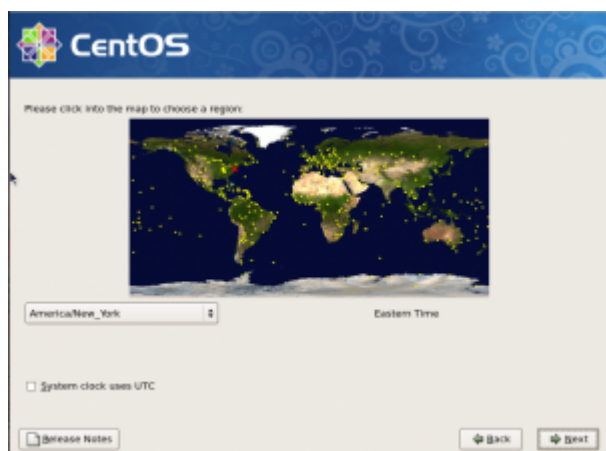 CentOS
Please click into the map to choose a region:
America/New_York
Eastern Time
System clock uses UTC
Release Notes
Back
Next